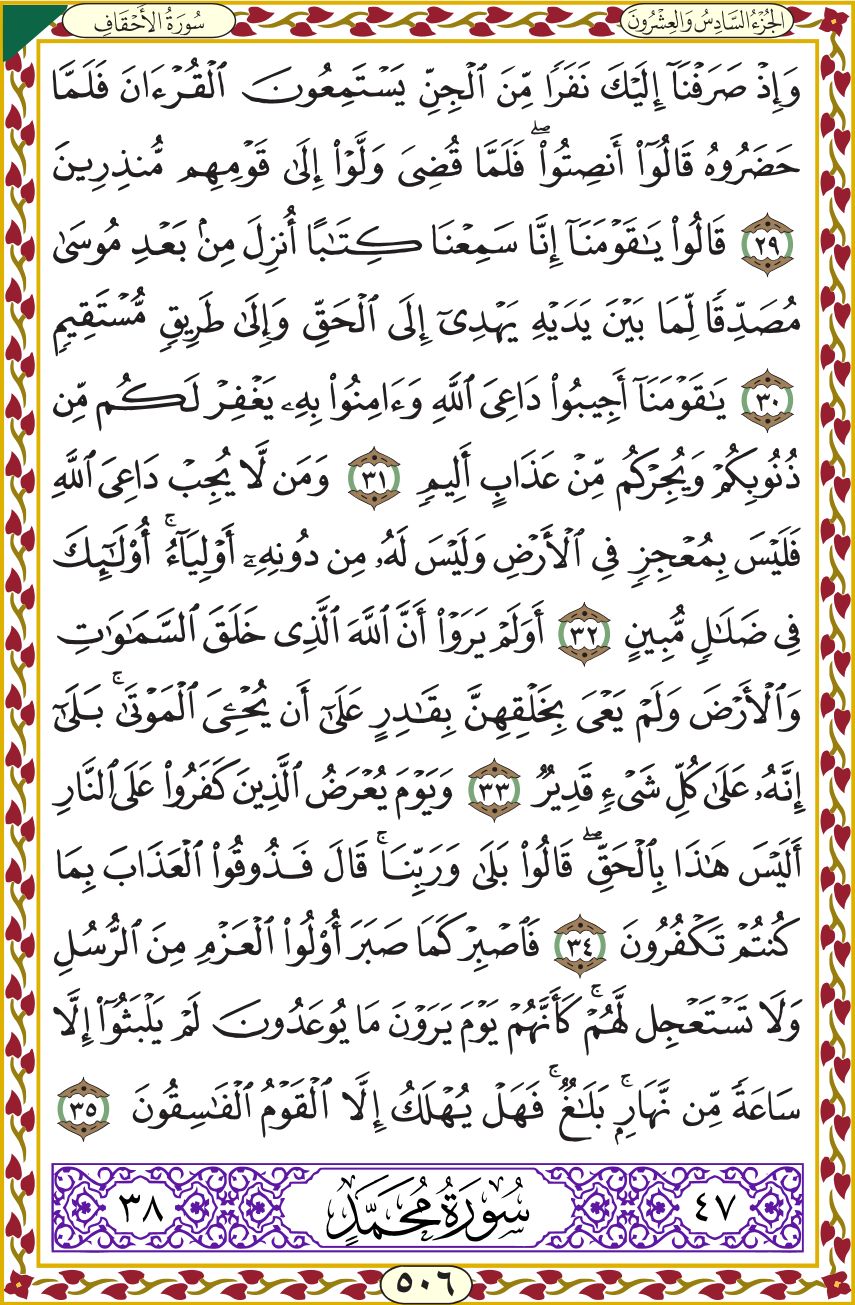 الجُزْءُ السَّادِسُ وَالعِشْرُونَ
سُورَةُ الأَحْقَافِ
وَإِذْ صَرَفْنَآ إِلَيْكَ نَفَرًا مِّنَ ٱلْجِنِّ يَسْتَمِعُونَ ٱلْقُرْءَانَ فَلَمَّا
حَضَرُوهُ قَالُوٓا۟ أَنصِتُوا۟ ۖ فَلَمَّا قُضِىَ وَلَّوْا۟ إِلَىٰ قَوْمِهِم مُّنذِرِينَ
٢٩ قَالُوا۟ يَـٰقَوْمَنَآ إِنَّا سَمِعْنَا كِتَـٰبًا أُنزِلَ مِنۢ بَعْدِ مُوسَىٰ
مُصَدِّقًا لِّمَا بَيْنَ يَدَيْهِ يَهْدِىٓ إِلَى ٱلْحَقِّ وَإِلَىٰ طَرِيقٍ مُّسْتَقِيمٍ
٣٠ يَـٰقَوْمَنَآ أَجِيبُوا۟ دَاعِىَ ٱللَّهِ وَءَامِنُوا۟ بِهِۦ يَغْفِرْ لَكُم مِّن
ذُنُوبِكُمْ وَيُجِرْكُم مِّنْ عَذَابٍ أَلِيمٍ ٣١ وَمَن لَّا يُجِبْ دَاعِىَ ٱللَّهِ
فَلَيْسَ بِمُعْجِزٍ فِى ٱلْأَرْضِ وَلَيْسَ لَهُۥ مِن دُونِهِۦٓ أَوْلِيَآءُ ۚ أُو۟لَـٰٓئِكَ
فِى ضَلَـٰلٍ مُّبِينٍ ٣٢ أَوَلَمْ يَرَوْا۟ أَنَّ ٱللَّهَ ٱلَّذِى خَلَقَ ٱلسَّمَـٰوَٰتِ
وَٱلْأَرْضَ وَلَمْ يَعْىَ بِخَلْقِهِنَّ بِقَـٰدِرٍ عَلَىٰٓ أَن يُحْـِۧىَ ٱلْمَوْتَىٰ ۚ بَلَىٰٓ
إِنَّهُۥ عَلَىٰ كُلِّ شَىْءٍ قَدِيرٌ ٣٣ وَيَوْمَ يُعْرَضُ ٱلَّذِينَ كَفَرُوا۟ عَلَى ٱلنَّارِ
أَلَيْسَ هَـٰذَا بِٱلْحَقِّ ۖ قَالُوا۟ بَلَىٰ وَرَبِّنَا ۚ قَالَ فَذُوقُوا۟ ٱلْعَذَابَ بِمَا
كُنتُمْ تَكْفُرُونَ ٣٤ فَٱصْبِرْ كَمَا صَبَرَ أُو۟لُوا۟ ٱلْعَزْمِ مِنَ ٱلرُّسُلِ
وَلَا تَسْتَعْجِل لَّهُمْ ۚ كَأَنَّهُمْ يَوْمَ يَرَوْنَ مَا يُوعَدُونَ لَمْ يَلْبَثُوٓا۟ إِلَّا
سَاعَةً مِّن نَّهَارٍۭ ۚ بَلَـٰغٌ ۚ فَهَلْ يُهْلَكُ إِلَّا ٱلْقَوْمُ ٱلْفَـٰسِقُونَ ٣٥
٤٧ سُورَةُ مُحَمَّدٍ ٣٨
٥٠٦